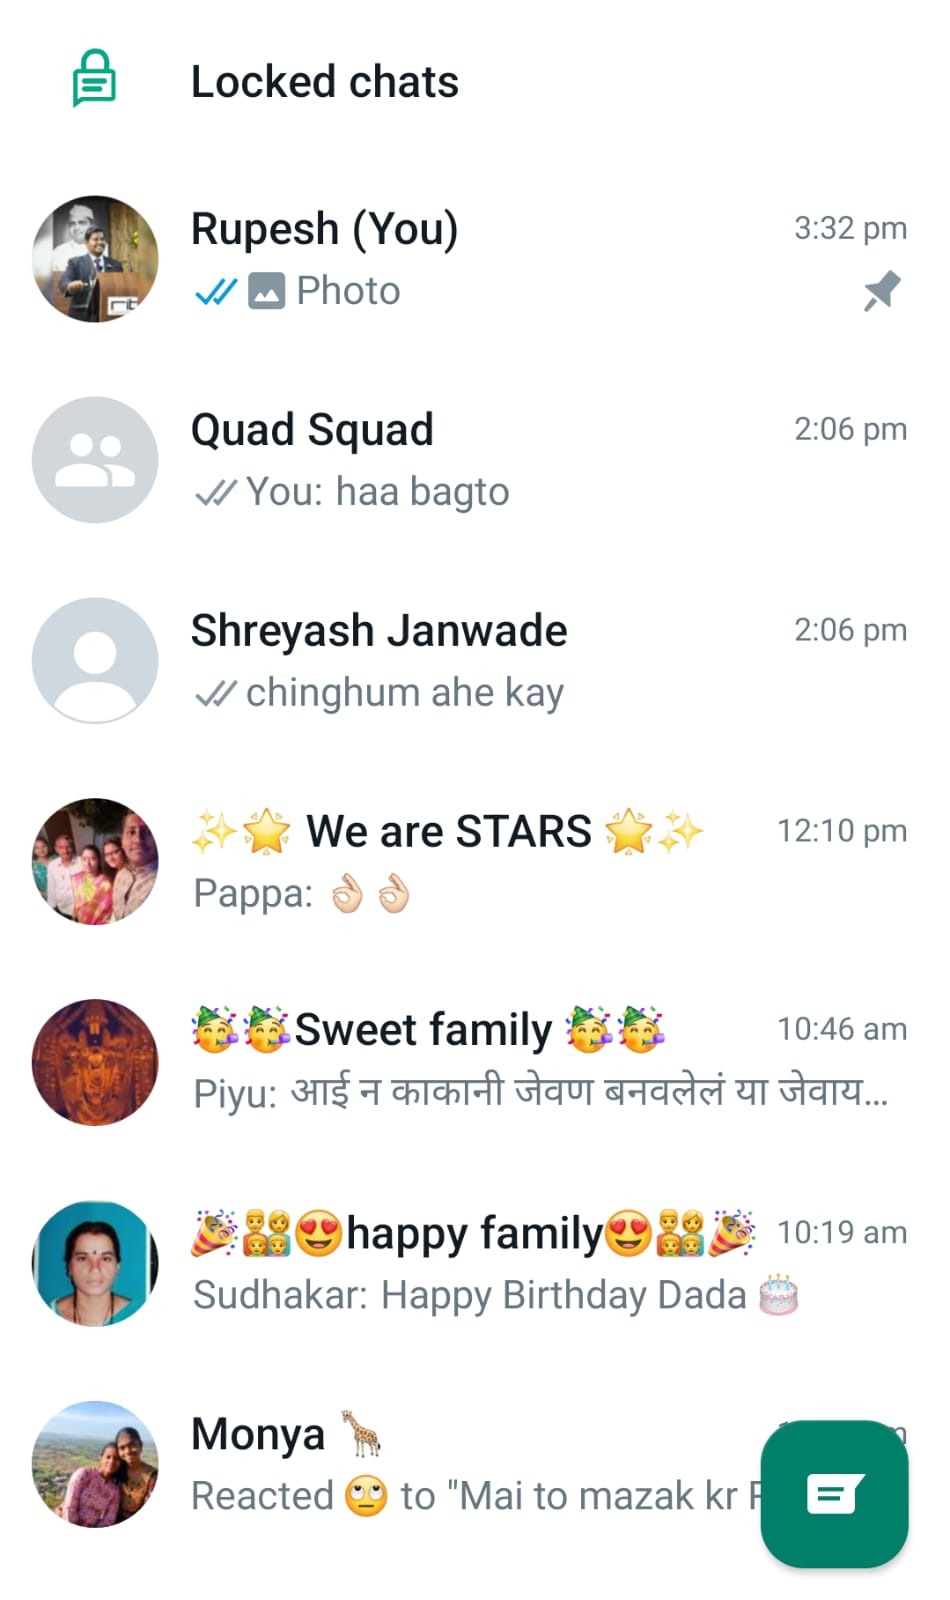 Locked chats
Rupesh (You)
3:32 pm
Photo
Quad Squad
2:06 pm
You: haa bagto
Shreyash Janwade
2:06 pm
chinghum ahe kay
✨🌟 We are STARS 🌟✨
12:10 pm
Pappa: 👌🏻👌🏻
🥳🥳Sweet family 🥳🥳
10:46 am
Piyu: आई न काकानी जेवण बनवलेलं या जेवाय...
🎉👨‍👩‍👧‍👦😍happy family😍👨‍👩‍👧‍👦🎉
10:19 am
Sudhakar: Happy Birthday Dada 🎂
Monya 🦒
Reacted 🙄 to "Mai to mazak kr